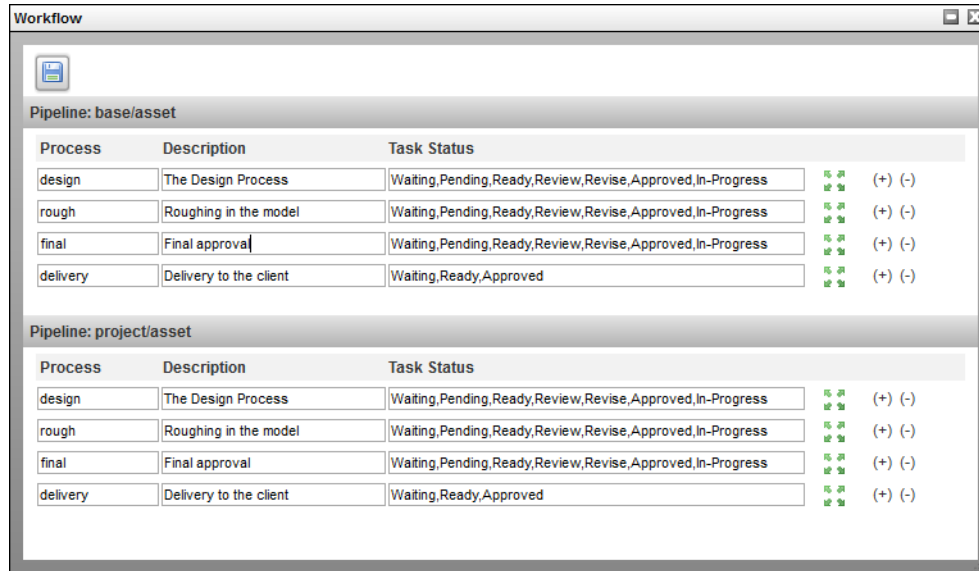 Workflow
Pipeline: base/asset
Process Description Task Status
design The Design Process Waiting,Pending,Ready,Review,Revise,Approved,In-Progress (+) (-)
rough Roughing in the model Waiting,Pending,Ready,Review,Revise,Approved,In-Progress (+) (-)
final Final approval Waiting,Pending,Ready,Review,Revise,Approved,In-Progress (+) (-)
delivery Delivery to the client Waiting,Ready,Approved (+) (-)
Pipeline: project/asset
Process Description Task Status
design The Design Process Waiting,Pending,Ready,Review,Revise,Approved,In-Progress (+) (-)
rough Roughing in the model Waiting,Pending,Ready,Review,Revise,Approved,In-Progress (+) (-)
final Final approval Waiting,Pending,Ready,Review,Revise,Approved,In-Progress (+) (-)
delivery Delivery to the client Waiting,Ready,Approved (+) (-)